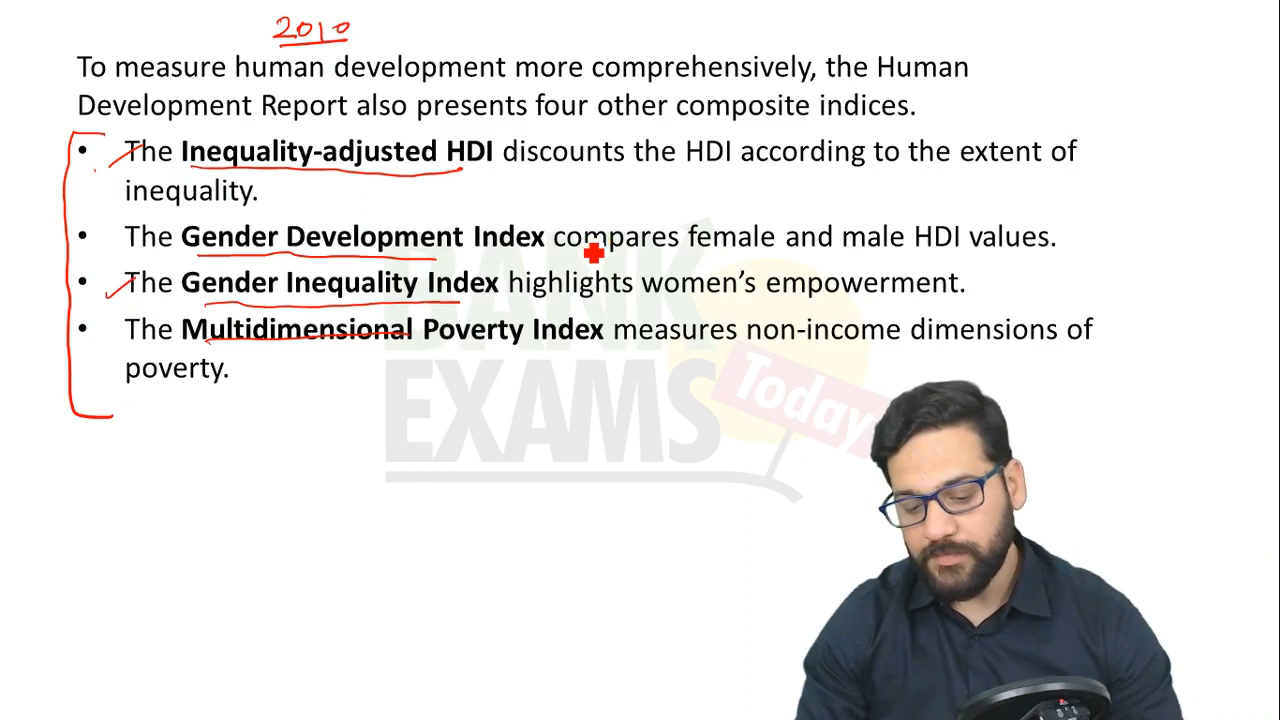 2010
To measure human development more comprehensively, the Human
Development Report also presents four other composite indices.
• The Inequality-adjusted HDI discounts the HDI according to the extent of
inequality.
• The Gender Development Index compares female and male HDI values.
• The Gender Inequality Index highlights women’s empowerment.
• The Multidimensional Poverty Index measures non-income dimensions of
poverty.
BANK
EXAMS
Today